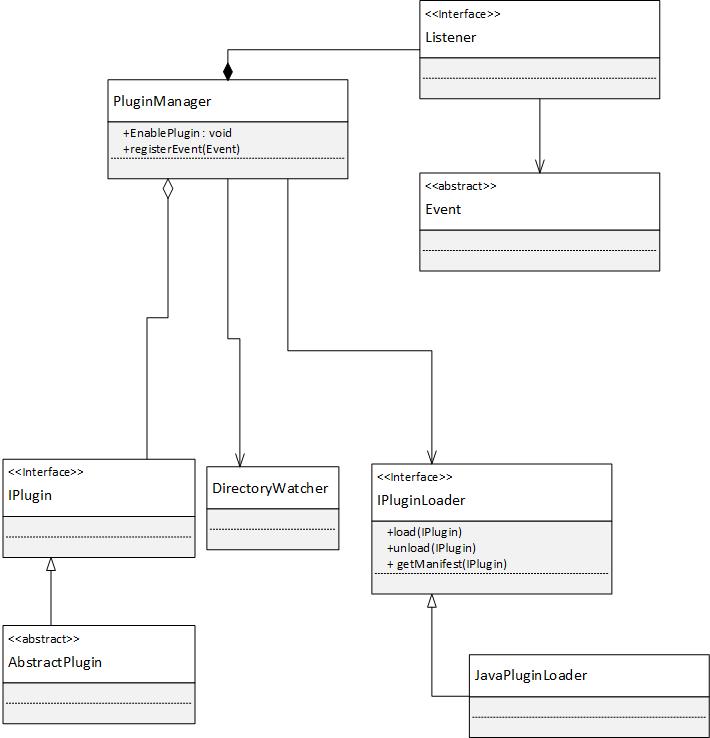 <<Interface>>
Listener
PluginManager
+EnablePlugin : void
+registerEvent(Event)
<<abstract>>
Event
<<Interface>>
IPlugin
DirectoryWatcher
<<Interface>>
IPluginLoader
+load(IPlugin)
+unload(IPlugin)
+ getManifest(IPlugin)
<<abstract>>
AbstractPlugin
JavaPluginLoader